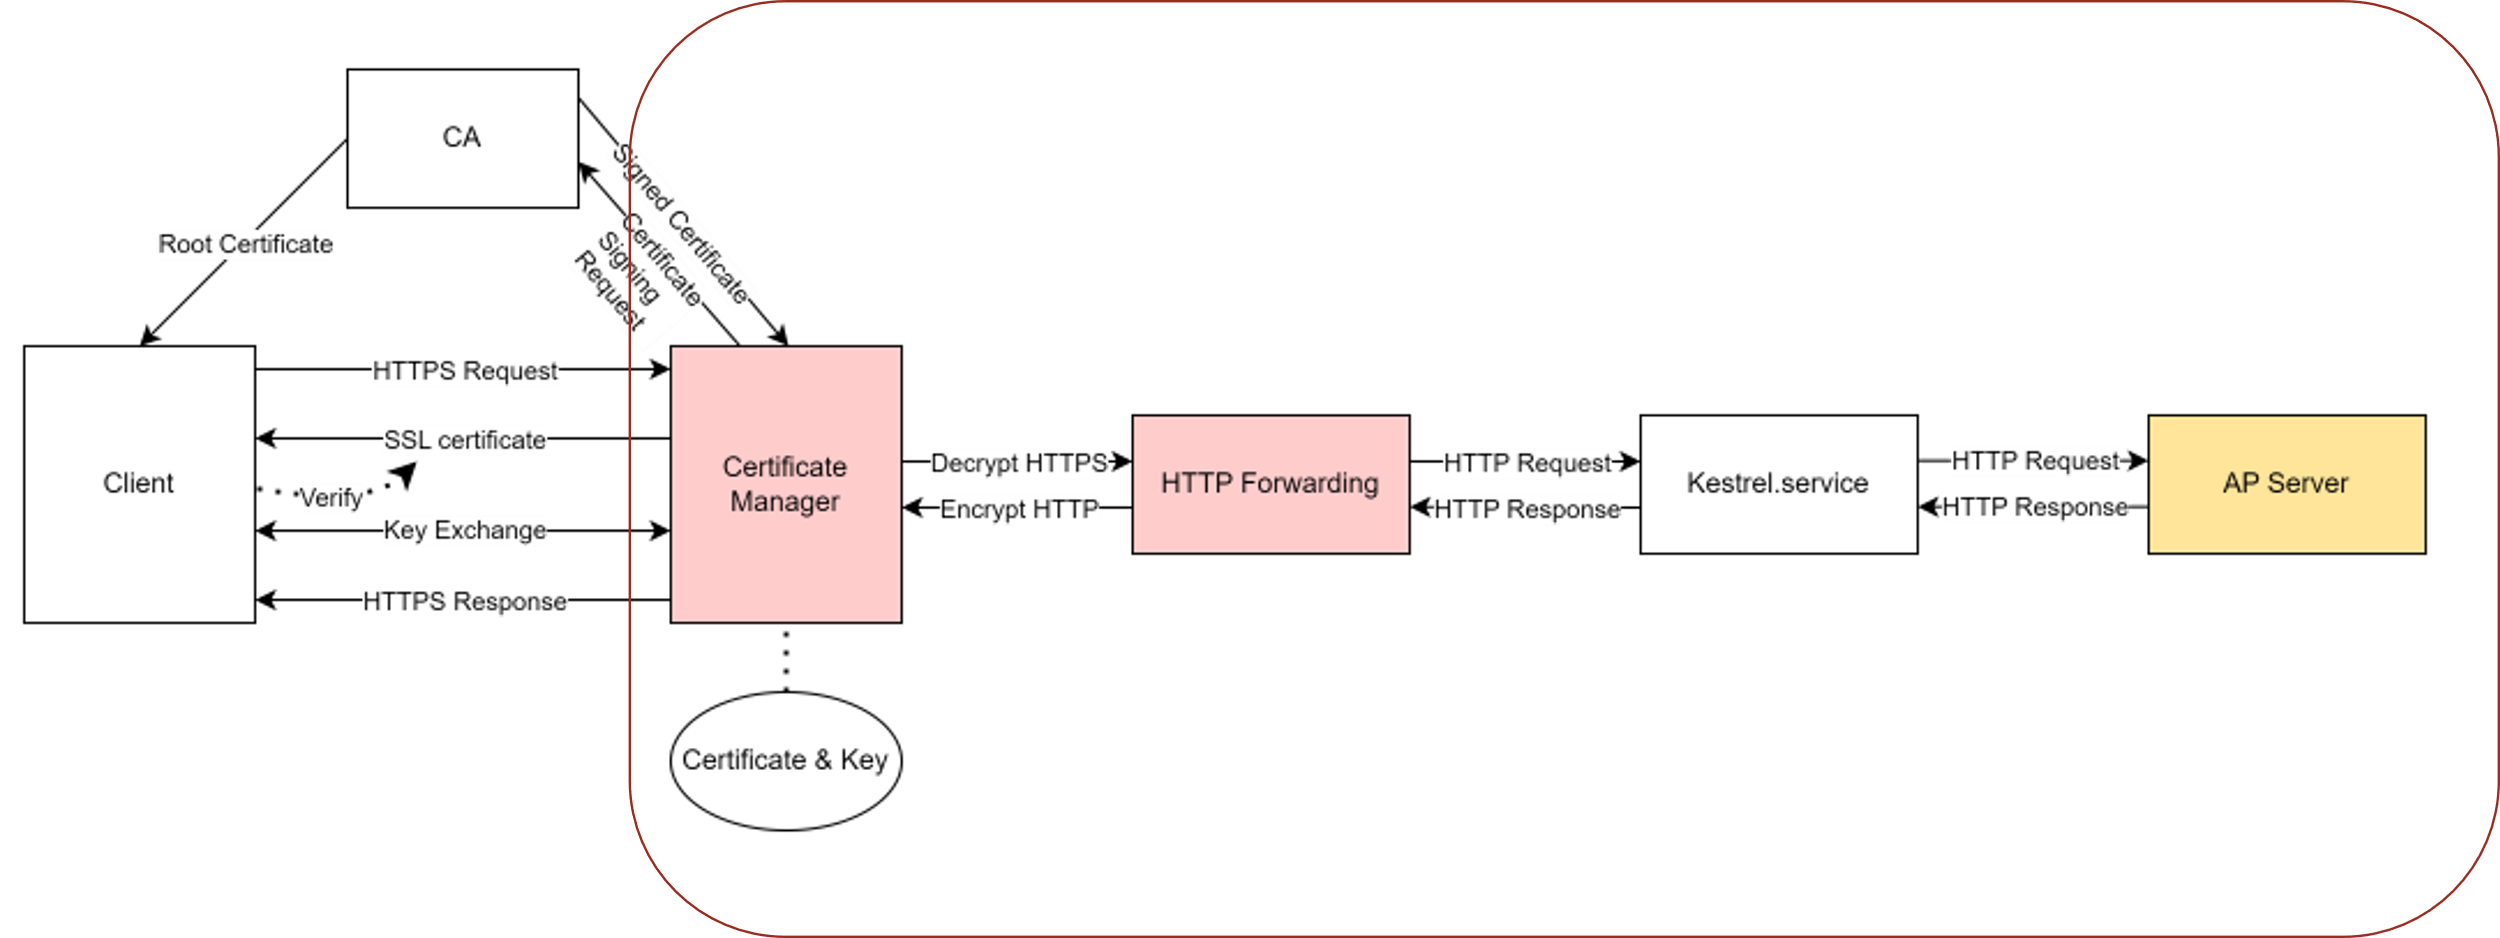 CA
Signed Certificate
Certificate
Signing
Request
Root Certificate
Client
HTTPS Request
SSL certificate
Verify
Key Exchange
HTTPS Response
Certificate
Manager
Certificate & Key
Decrypt HTTPS
Encrypt HTTP
HTTP Forwarding
HTTP Request
HTTP Response
Kestrel.service
HTTP Request
HTTP Response
AP Server